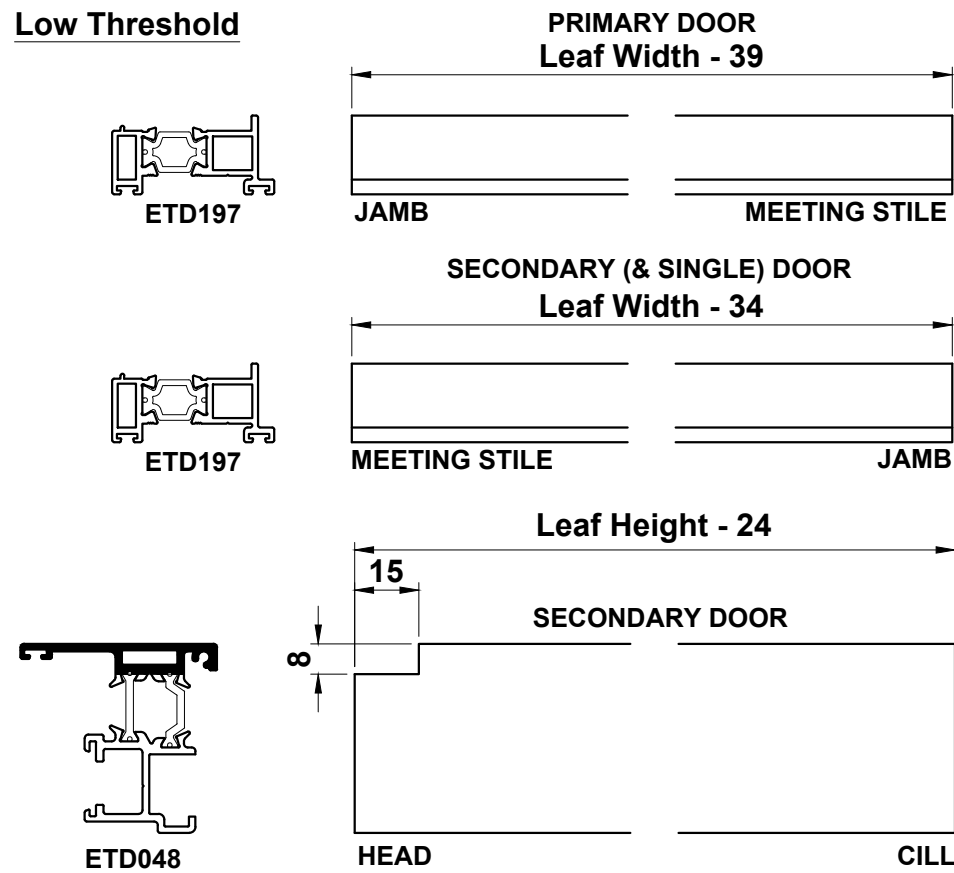 Low Threshold
PRIMARY DOOR
Leaf Width - 39
ETD197
JAMB
MEETING STILE
SECONDARY (& SINGLE) DOOR
Leaf Width - 34
ETD197
MEETING STILE
JAMB
Leaf Height - 24
15
SECONDARY DOOR
8
ETD048
HEAD
CILL